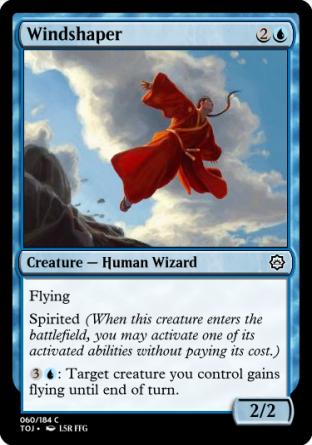 Windshaper 2
Creature — Human Wizard
Flying
Spirited (When this creature enters the
battlefield, you may activate one of its
activated abilities without paying its cost.)
3 : Target creature you control gains
flying until end of turn.
060/184 C
TOJ • L5R FFG
2/2